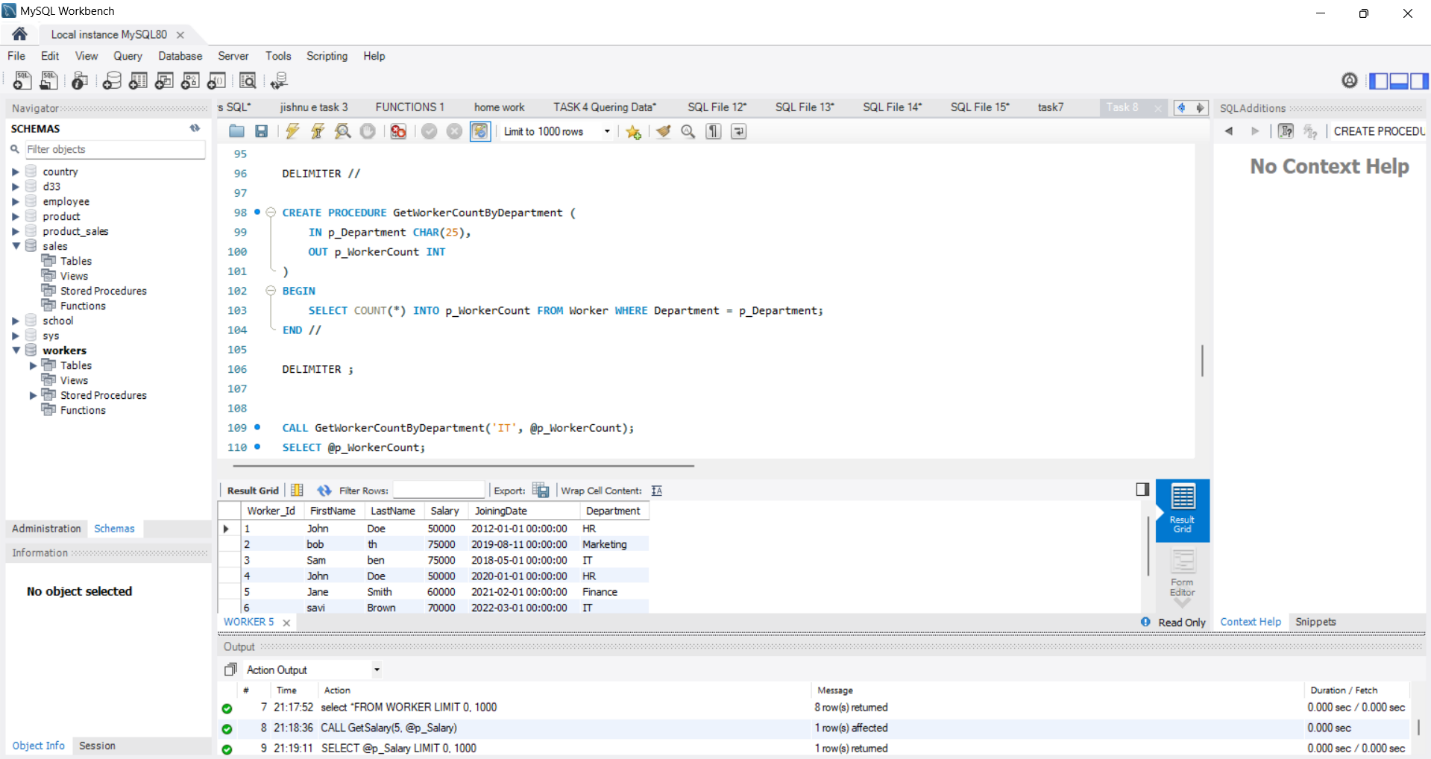 MySQL Workbench
Local instance MySQL80
File Edit View Query Database Server Tools Scripting Help
Navigator
SCHEMAS
Filter objects
country
d33
employee
product
product_sales
sales
Tables
Views
Stored Procedures
Functions
school
sys
workers
Tables
Views
Stored Procedures
Functions
Administration Schemas
Information
No object selected
Object Info Session
s SQL* jishnu e task 3 FUNCTIONS 1 home work TASK 4 Quering Data* SQL File 12* SQL File 13* SQL File 14* SQL File 15* task7 Task 8
Limit to 1000 rows
95
96 DELIMITER //
97
98 CREATE PROCEDURE GetWorkerCountByDepartment (
99 IN p_Department CHAR(25),
100 OUT p_WorkerCount INT
101 )
102 BEGIN
103 SELECT COUNT(*) INTO p_WorkerCount FROM Worker WHERE Department = p_Department;
104 END //
105
106 DELIMITER ;
107
108
109 CALL GetWorkerCountByDepartment('IT', @p_WorkerCount);
110 SELECT @p_WorkerCount;
Result Grid Filter Rows: Export: Wrap Cell Content:
Worker_Id FirstName LastName Salary JoiningDate Department
1 John Doe 50000 2012-01-01 00:00:00 HR
2 bob th 75000 2019-08-11 00:00:00 Marketing
3 Sam ben 75000 2018-05-01 00:00:00 IT
4 John Doe 50000 2020-01-01 00:00:00 HR
5 Jane Smith 60000 2021-02-01 00:00:00 Finance
6 savi Brown 70000 2022-03-01 00:00:00 IT
Result Grid
Form Editor
WORKER 5 Read Only
SQLAdditions
CREATE PROCEDU
No Context Help
Context Help Snippets
Output
Action Output
# Time Action Message Duration / Fetch
7 21:17:52 select *FROM WORKER LIMIT 0, 1000 8 row(s) returned 0.000 sec / 0.000 sec
8 21:18:36 CALL GetSalary(5, @p_Salary) 1 row(s) affected 0.000 sec
9 21:19:11 SELECT @p_Salary LIMIT 0, 1000 1 row(s) returned 0.000 sec / 0.000 sec